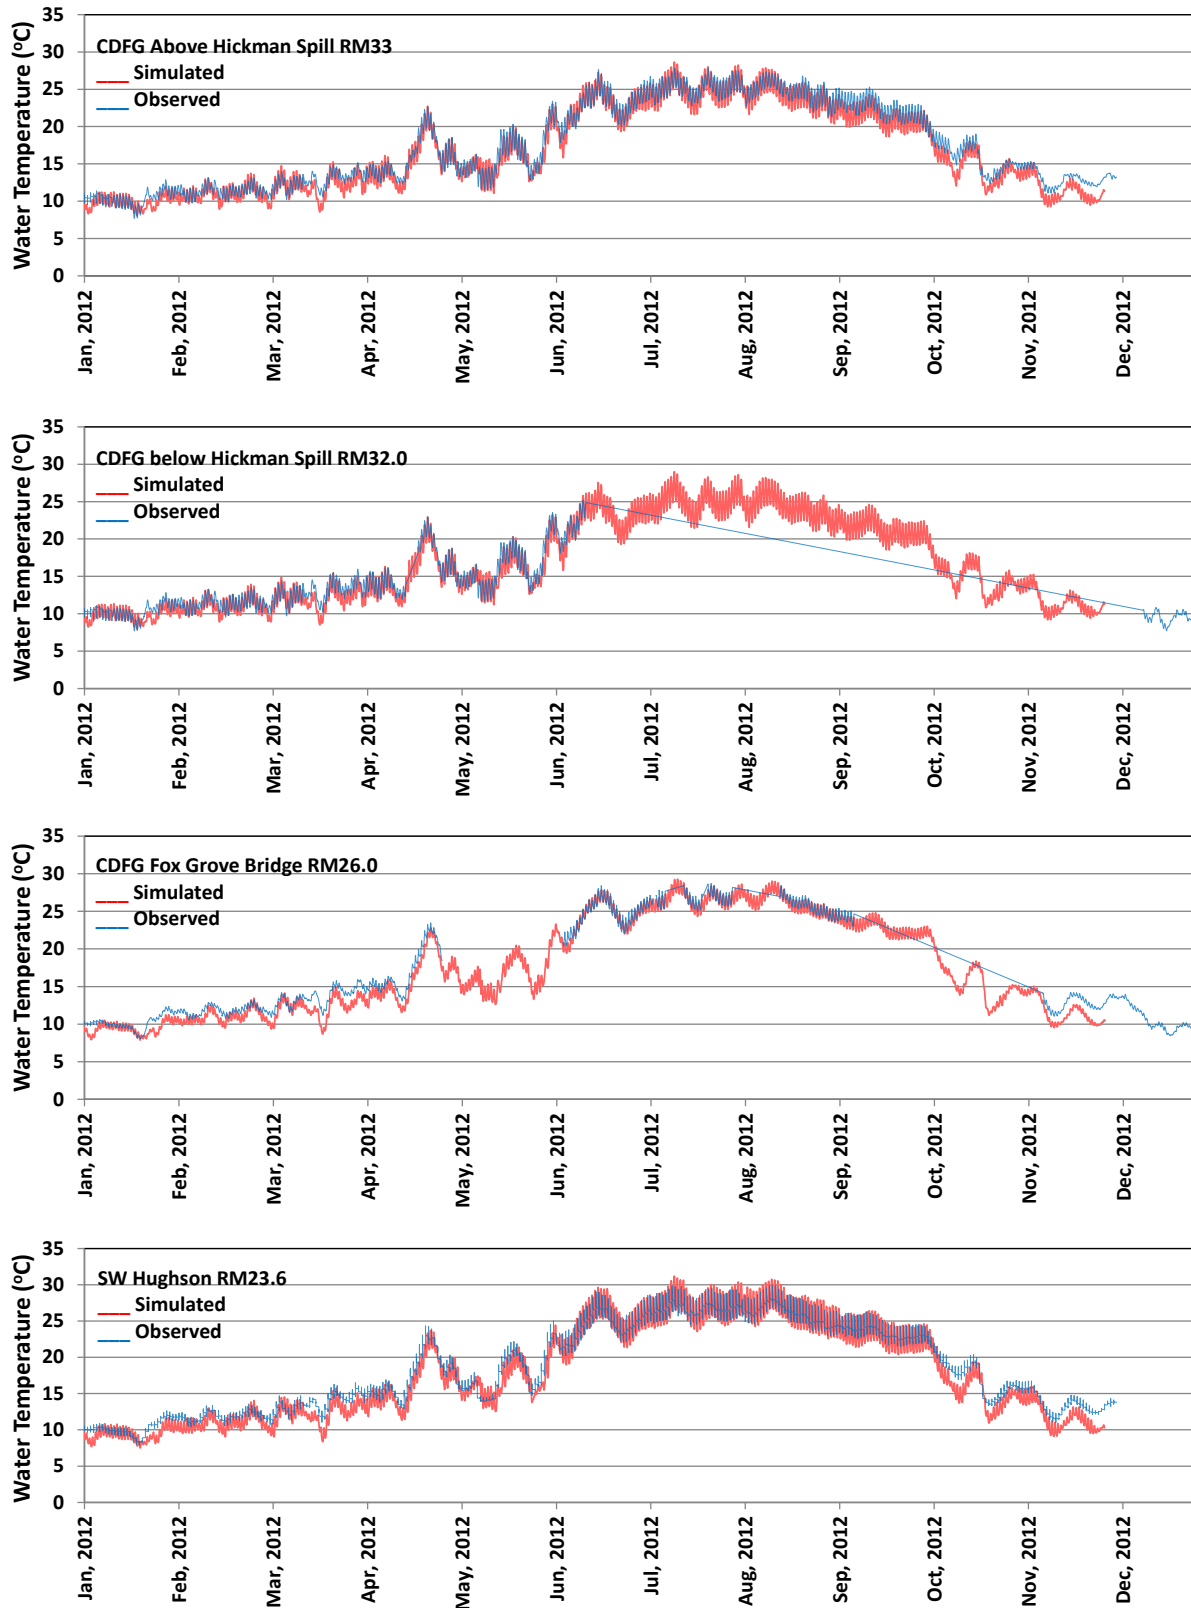 Water Temperature (ºC)
35
30
25
20
15
10
5
0
CDFG Above Hickman Spill RM33
Simulated
Observed
Jan, 2012
Feb, 2012
Mar, 2012
Apr, 2012
May, 2012
Jun, 2012
Jul, 2012
Aug, 2012
Sep, 2012
Oct, 2012
Nov, 2012
Dec, 2012
Water Temperature (ºC)
35
30
25
20
15
10
5
0
CDFG below Hickman Spill RM32.0
Simulated
Observed
Jan, 2012
Feb, 2012
Mar, 2012
Apr, 2012
May, 2012
Jun, 2012
Jul, 2012
Aug, 2012
Sep, 2012
Oct, 2012
Nov, 2012
Dec, 2012
Water Temperature (ºC)
35
30
25
20
15
10
5
0
CDFG Fox Grove Bridge RM26.0
Simulated
Observed
Jan, 2012
Feb, 2012
Mar, 2012
Apr, 2012
May, 2012
Jun, 2012
Jul, 2012
Aug, 2012
Sep, 2012
Oct, 2012
Nov, 2012
Dec, 2012
Water Temperature (ºC)
35
30
25
20
15
10
5
0
SW Hughson RM23.6
Simulated
Observed
Jan, 2012
Feb, 2012
Mar, 2012
Apr, 2012
May, 2012
Jun, 2012
Jul, 2012
Aug, 2012
Sep, 2012
Oct, 2012
Nov, 2012
Dec, 2012